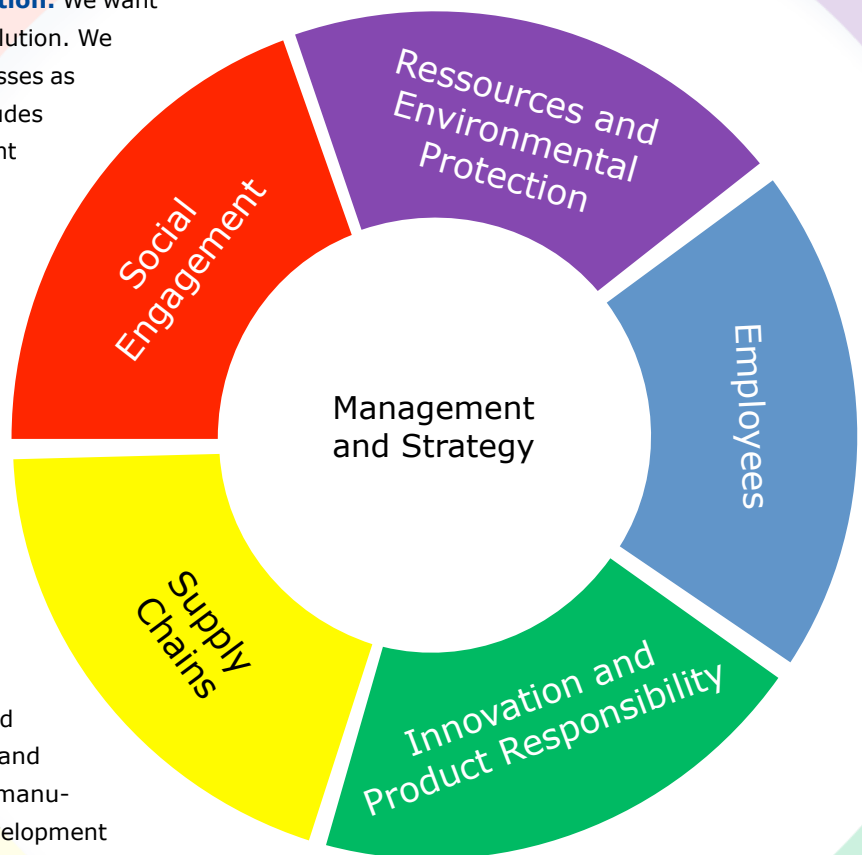 tion. We want
lution. We
sses as
udes
nt
Ressources and
Environmental
Protection
Social
Engagement
Employees
Management
and Strategy
Supply
Chains
Innovation and
Product Responsibility
d
and
manu-
elopment